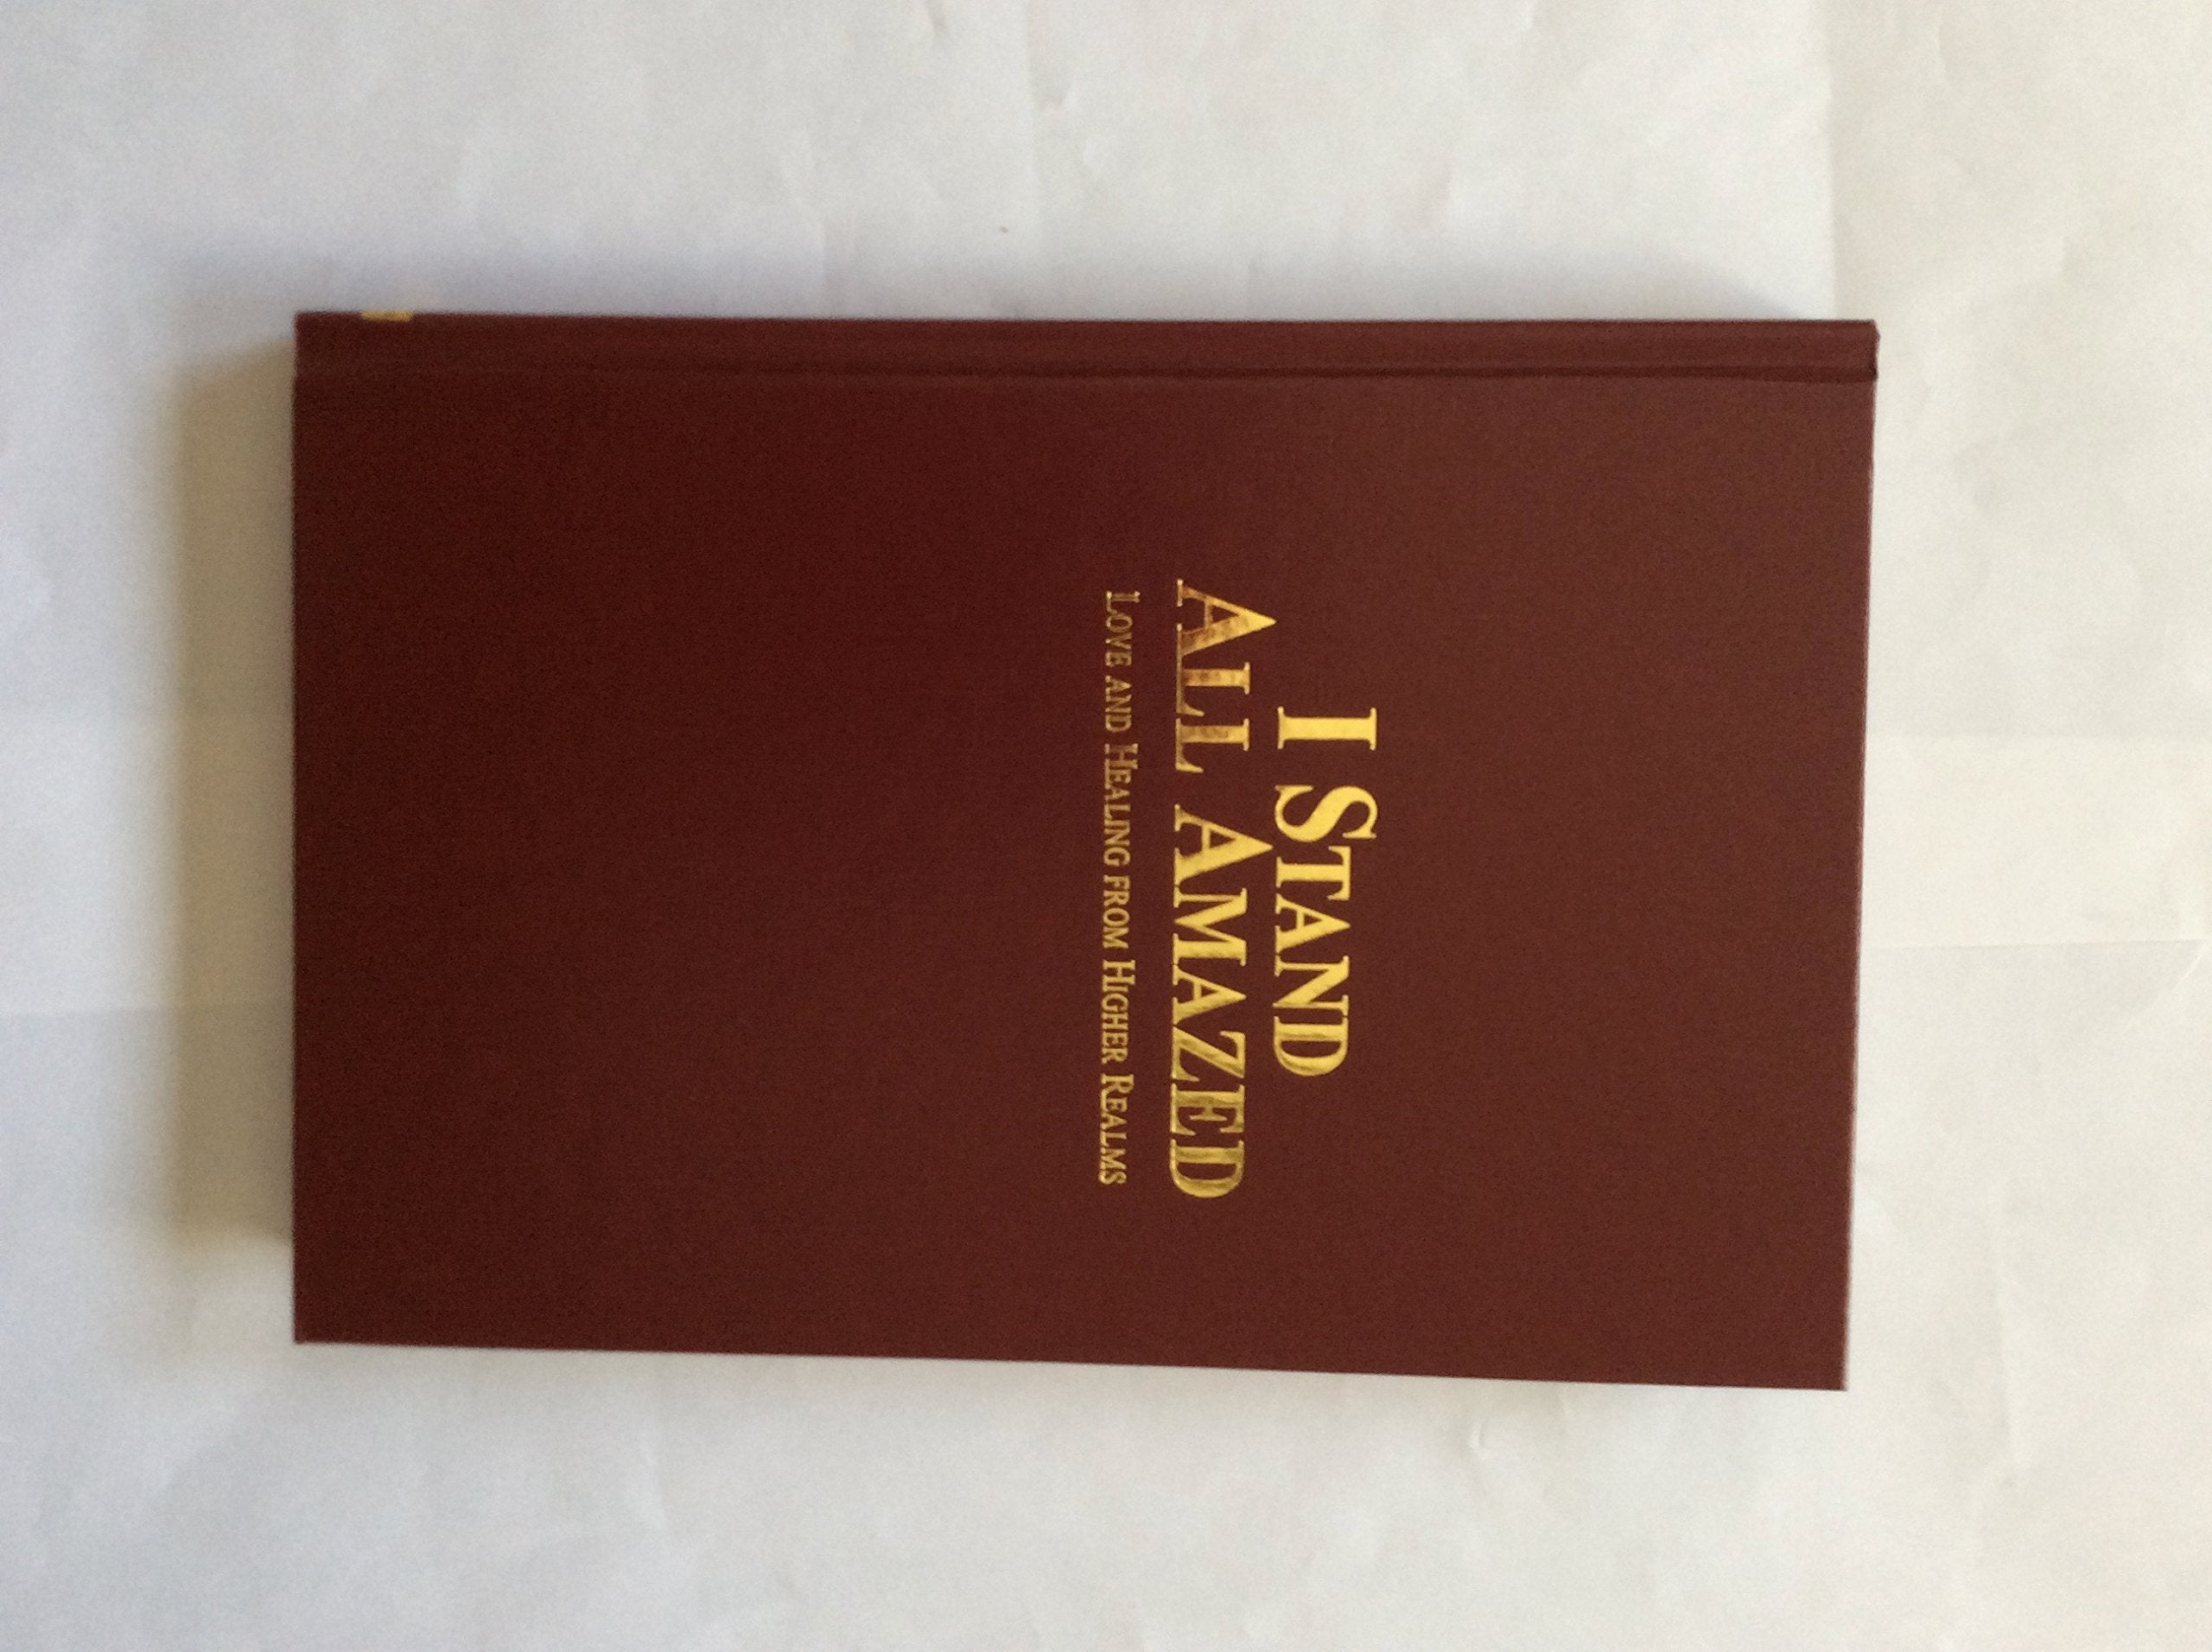 I STAND
ALL AMAZED
LOVE AND HEALING FROM HIGHER REALMS